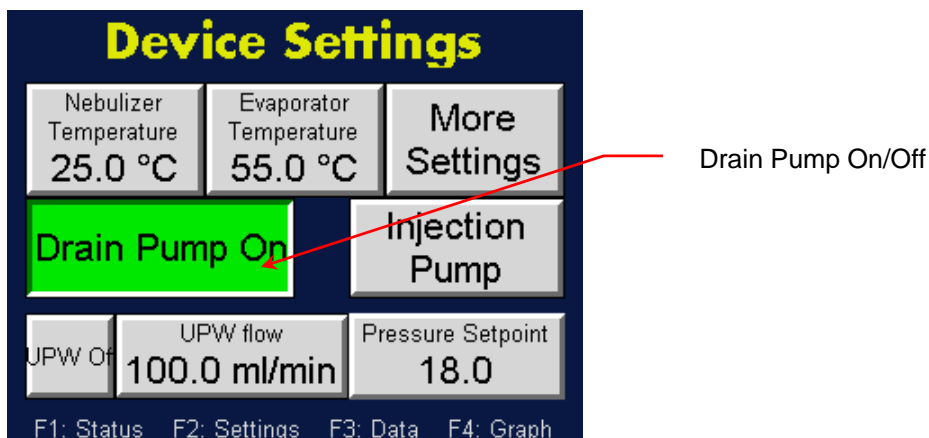 Device Settings
Nebulizer
Temperature
25.0 °C
Evaporator
Temperature
55.0 °C
More
Settings
Drain Pump On/Off
Drain Pump On
Injection
Pump
UPW Of
UPW flow
100.0 ml/min
Pressure Setpoint
18.0
F1: Status F2: Settings F3: Data F4: Graph